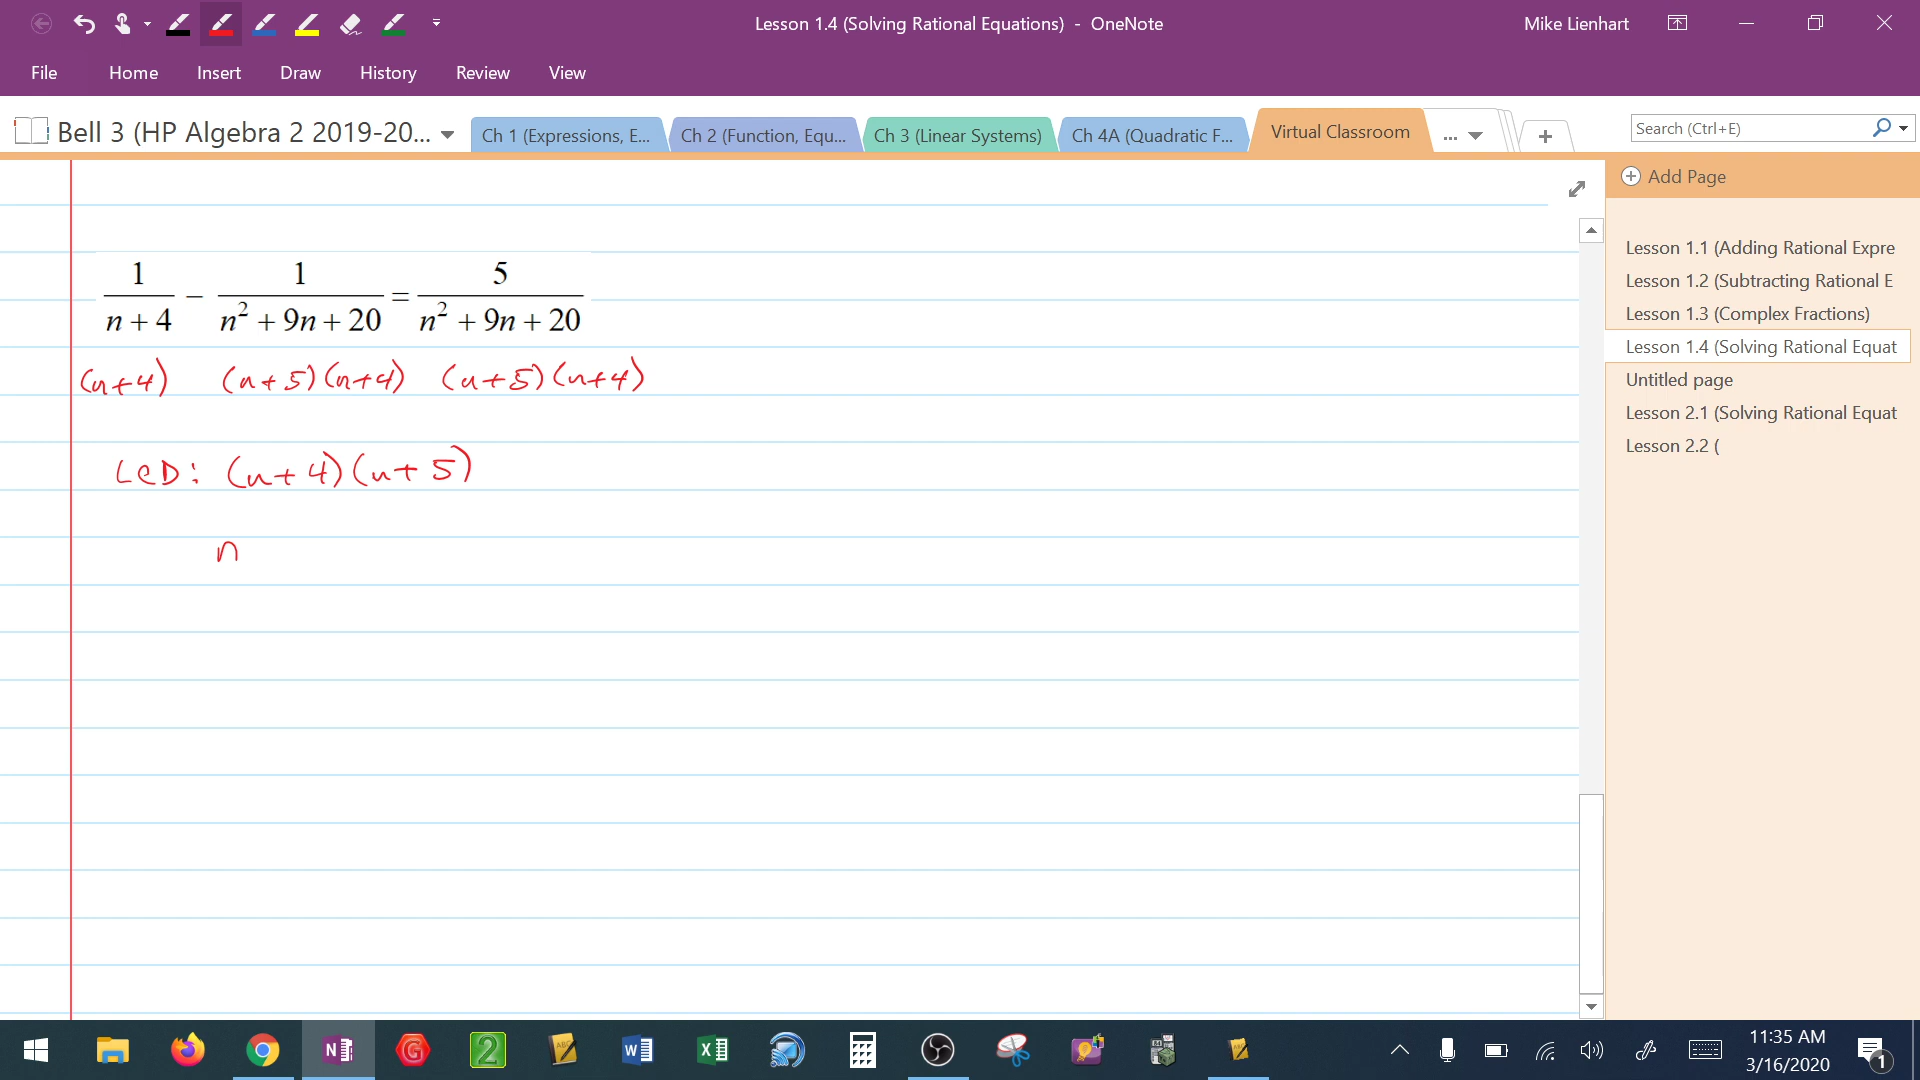 Lesson 1.4 (Solving Rational Equations) - OneNote
Mike Lienhart
File Home Insert Draw History Review View
Bell 3 (HP Algebra 2 2019-20...
Ch 1 (Expressions, E...
Ch 2 (Function, Equ...
Ch 3 (Linear Systems)
Ch 4A (Quadratic F...
Virtual Classroom
...
+
Search (Ctrl+E)
Add Page
Lesson 1.1 (Adding Rational Expre
Lesson 1.2 (Subtracting Rational E
Lesson 1.3 (Complex Fractions)
Lesson 1.4 (Solving Rational Equat
Untitled page
Lesson 2.1 (Solving Rational Equat
Lesson 2.2 (
1 1 5
— =
n + 4 n² + 9n + 20 n² + 9n + 20
(n+4) (n+5)(n+4) (n+5)(n+4)
LCD: (n+4)(n+5)
n
11:35 AM
3/16/2020
1